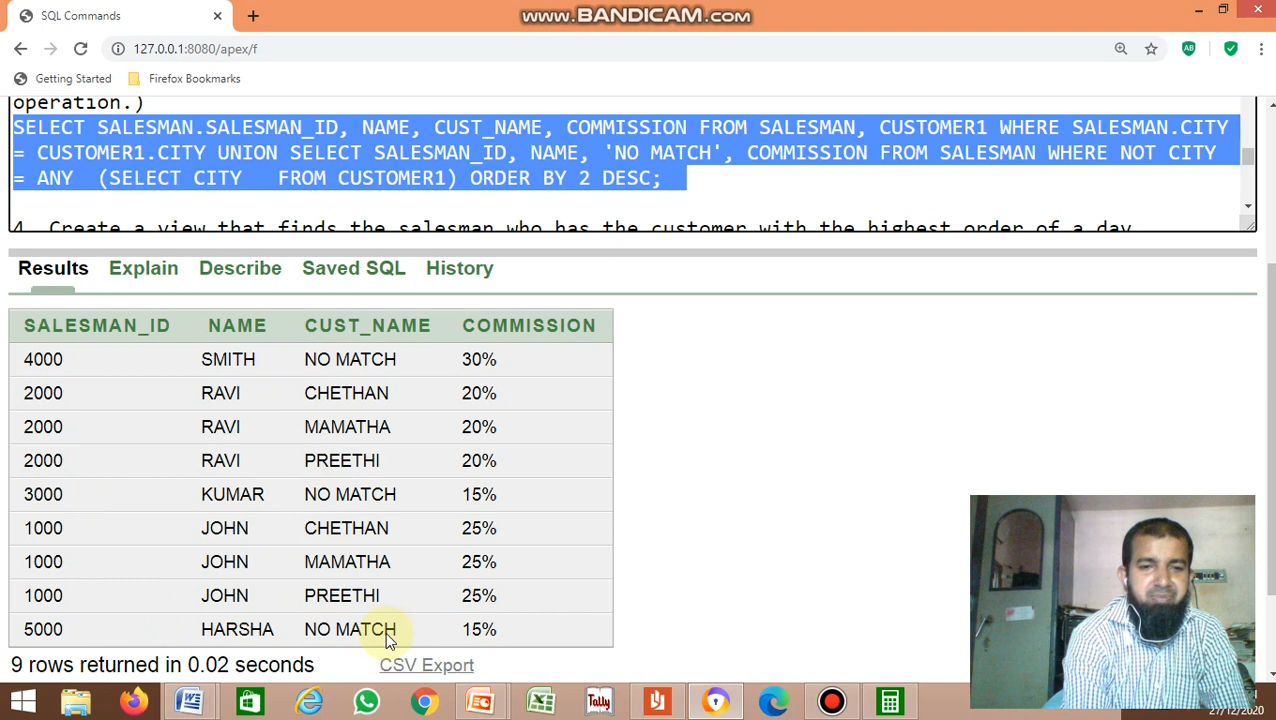 SQL Commands
www.BANDICAM.com
127.0.0.1:8080/apex/f
AB
Getting Started
Firefox Bookmarks
operation.)
SELECT SALESMAN.SALESMAN_ID, NAME, CUST_NAME, COMMISSION FROM SALESMAN, CUSTOMER1 WHERE SALESMAN.CITY
= CUSTOMER1.CITY UNION SELECT SALESMAN_ID, NAME, 'NO MATCH', COMMISSION FROM SALESMAN WHERE NOT CITY
= ANY (SELECT CITY FROM CUSTOMER1) ORDER BY 2 DESC;
4. Create a view that finds the salesman who has the customer with the highest order of a day
Results Explain Describe Saved SQL History
SALESMAN_ID NAME CUST_NAME COMMISSION
4000 SMITH NO MATCH 30%
2000 RAVI CHETHAN 20%
2000 RAVI MAMATHA 20%
2000 RAVI PREETHI 20%
3000 KUMAR NO MATCH 15%
1000 JOHN CHETHAN 25%
1000 JOHN MAMATHA 25%
1000 JOHN PREETHI 25%
5000 HARSHA NO MATCH 15%
9 rows returned in 0.02 seconds
CSV Export
Tally
27/12/2020